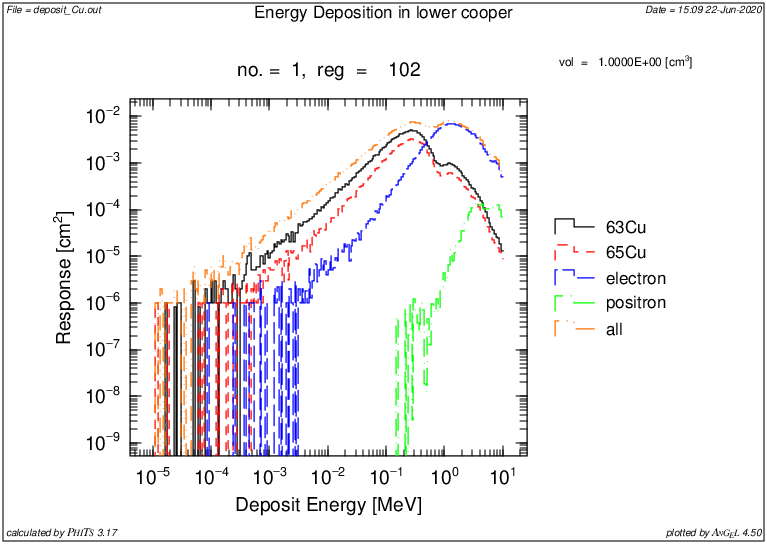 File = deposit_Cu.out
Energy Deposition in lower cooper
Date = 15:09 22-Jun-2020
no. = 1, reg = 102
vol = 1.0000E+00 [cm³]
10⁻²
10⁻³
10⁻⁴
10⁻⁵
10⁻⁶
10⁻⁷
10⁻⁸
10⁻⁹
Response [cm²]
63Cu
65Cu
electron
positron
all
10⁻⁵ 10⁻⁴ 10⁻³ 10⁻² 10⁻¹ 10⁰ 10¹
Deposit Energy [MeV]
calculated by PHITS 3.17
plotted by ANGEL 4.50